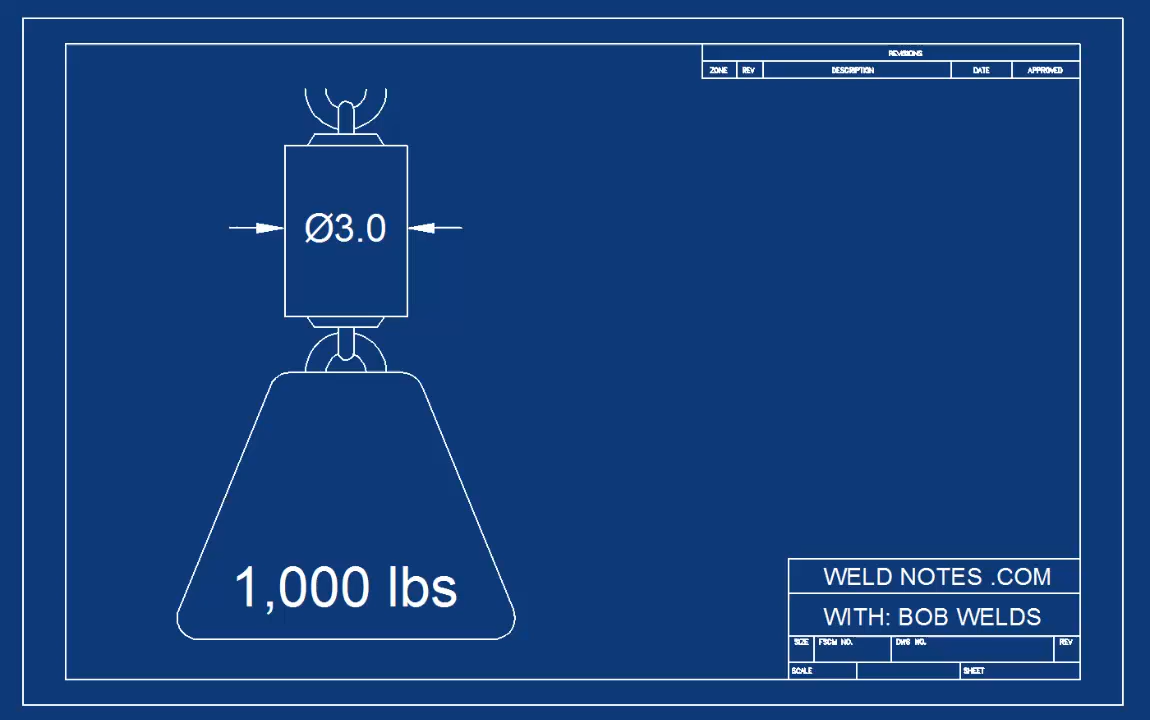 REVISIONS
ZONE REV DESCRIPTION DATE APPROVED
Ø3.0
1,000 lbs
WELD NOTES .COM
WITH: BOB WELDS
SIZE FSCM NO. DWG NO. REV
SCALE SHEET